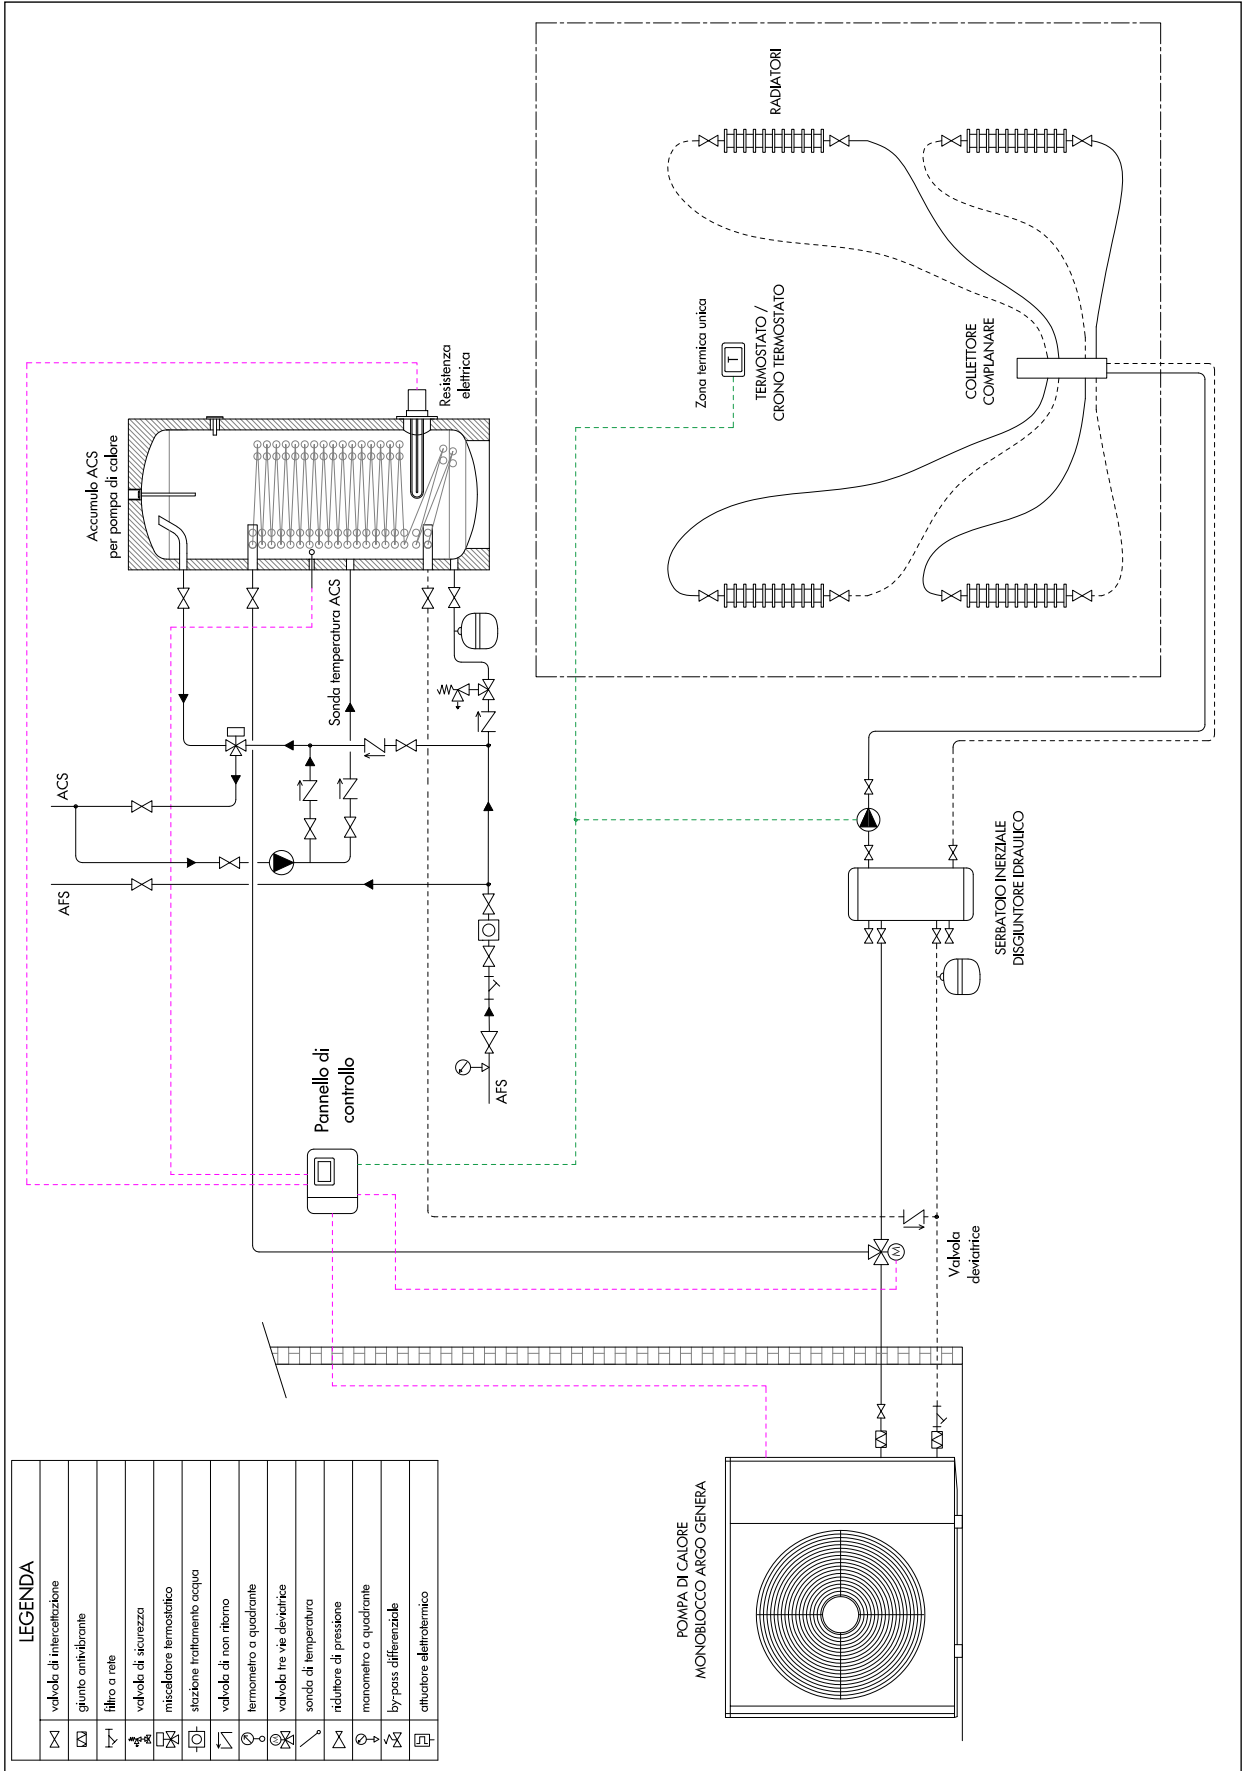 LEGENDA
valvola di intercettazione
giunto antivibrante
filtro a rete
valvola di sicurezza
miscelatore termostatico
stazione trattamento acqua
valvola di non ritorno
termometro a quadrante
M
valvola tre vie deviatrice
sonda di temperatura
riduttore di pressione
manometro a quadrante
by-pass differenziale
attuatore elettrotermico
POMPA DI CALORE
MONOBLOCCO ARGO GENERA
Pannello di
controllo
M
Valvola
deviatrice
AFS
AFS
ACS
Sonda temperatura ACS
Accumulo ACS
per pompa di calore
Resistenza
elettrica
SERBATOIO INERZIALE
DISGIUNTORE IDRAULICO
Zona termica unica
T
TERMOSTATO /
CRONO TERMOSTATO
COLLETTORE
COMPLANARE
RADIATORI